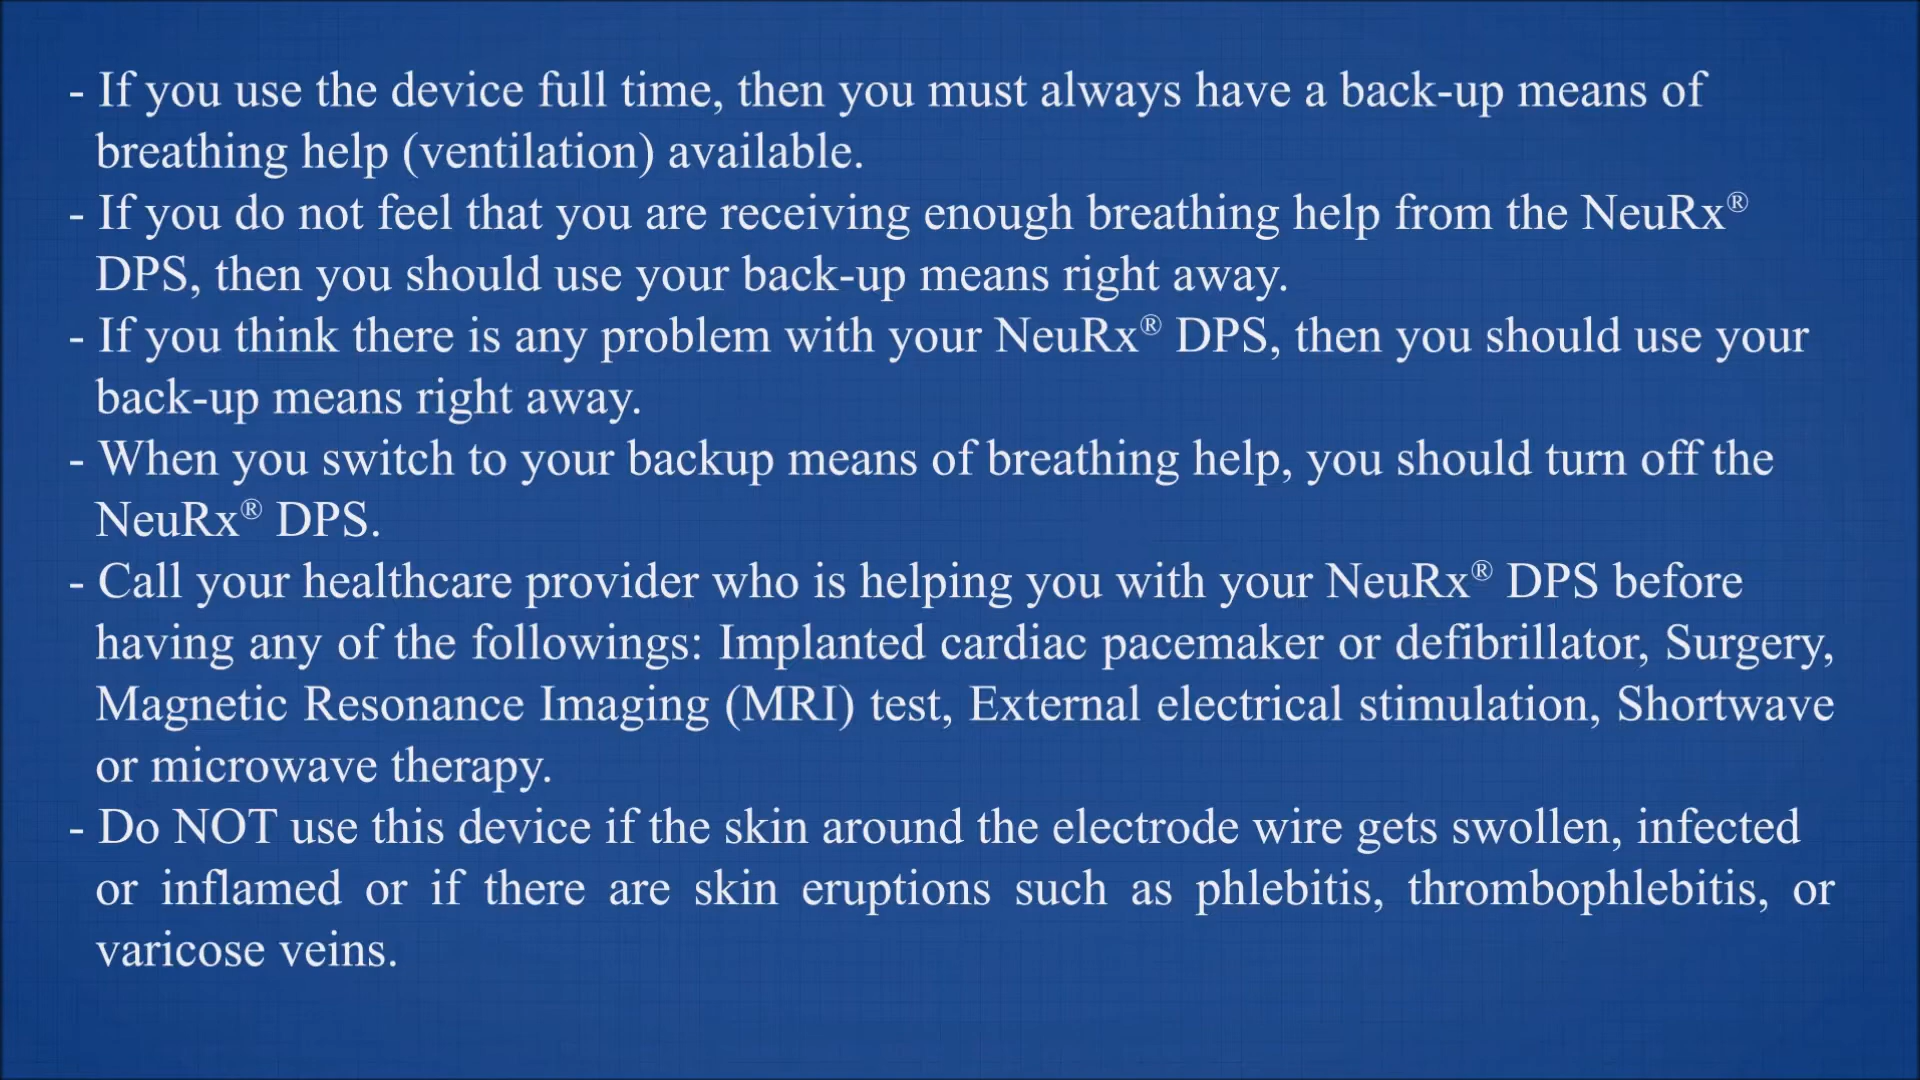 - If you use the device full time, then you must always have a back-up means of
breathing help (ventilation) available.
- If you do not feel that you are receiving enough breathing help from the NeuRx®
DPS, then you should use your back-up means right away.
- If you think there is any problem with your NeuRx® DPS, then you should use your
back-up means right away.
- When you switch to your backup means of breathing help, you should turn off the
NeuRx® DPS.
- Call your healthcare provider who is helping you with your NeuRx® DPS before
having any of the followings: Implanted cardiac pacemaker or defibrillator, Surgery,
Magnetic Resonance Imaging (MRI) test, External electrical stimulation, Shortwave
or microwave therapy.
- Do NOT use this device if the skin around the electrode wire gets swollen, infected
or inflamed or if there are skin eruptions such as phlebitis, thrombophlebitis, or
varicose veins.